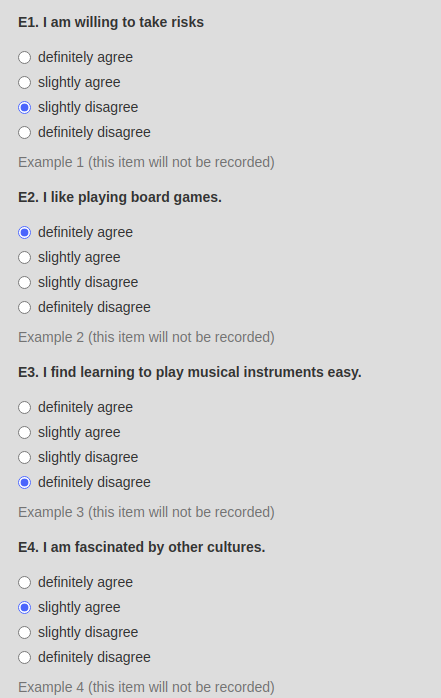 E1. I am willing to take risks
definitely agree
slightly agree
slightly disagree
definitely disagree
Example 1 (this item will not be recorded)
E2. I like playing board games.
definitely agree
slightly agree
slightly disagree
definitely disagree
Example 2 (this item will not be recorded)
E3. I find learning to play musical instruments easy.
definitely agree
slightly agree
slightly disagree
definitely disagree
Example 3 (this item will not be recorded)
E4. I am fascinated by other cultures.
definitely agree
slightly agree
slightly disagree
definitely disagree
Example 4 (this item will not be recorded)